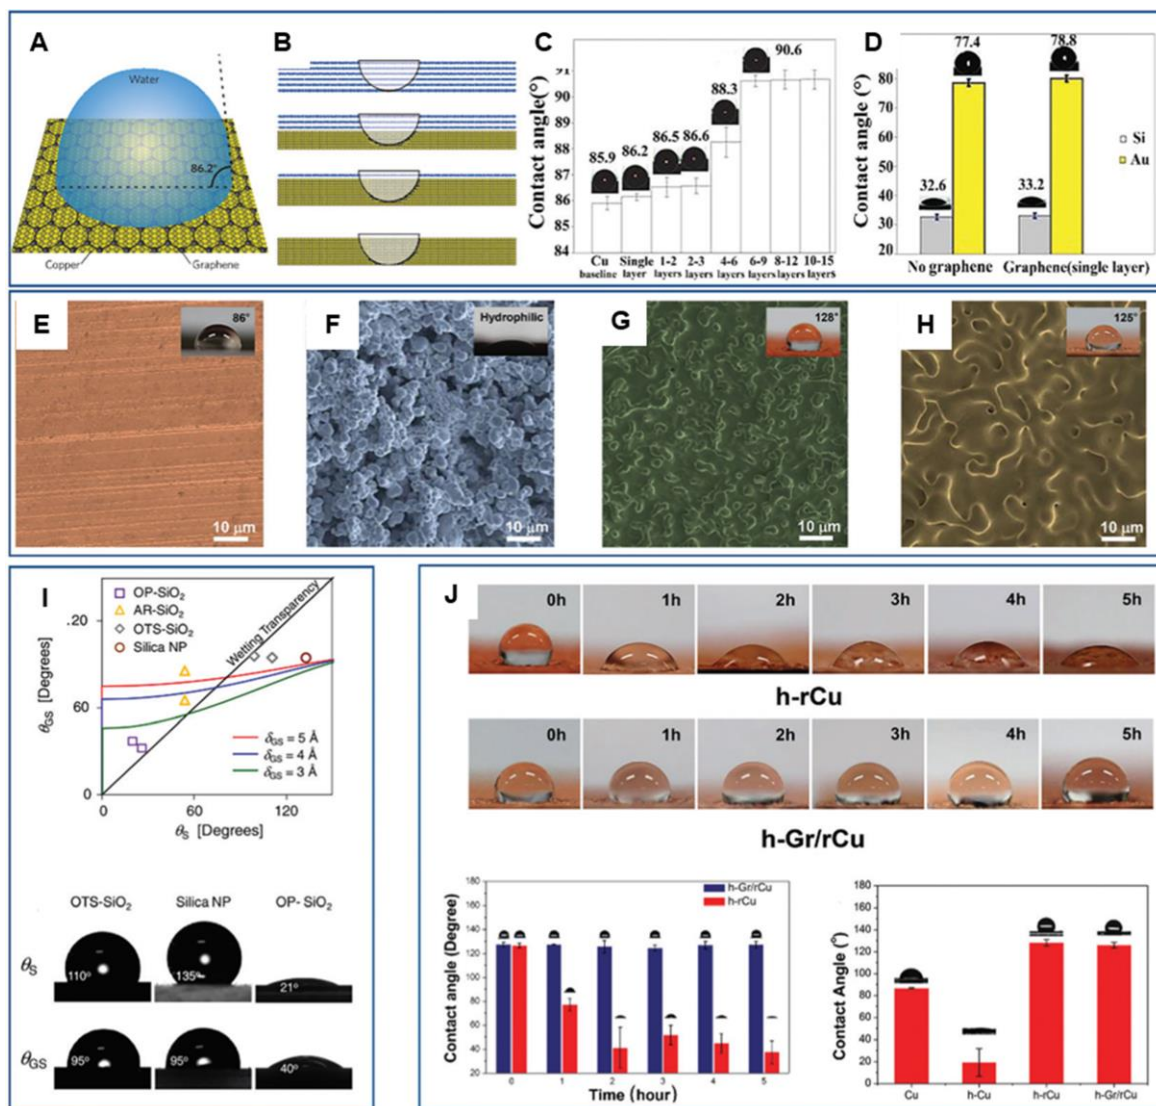 A
Water
86.2°
Copper
Graphene
B
C
Contact angle(°)
91
90
89
88
87
86
85
84
85.9
86.2
86.5
86.6
88.3
90.6
Cu baseline
Single layer
1-2 layers
2-3 layers
4-6 layers
6-9 layers
8-12 layers
10-15 layers
D
Contact angle (°)
80
70
60
50
40
30
20
32.6
77.4
33.2
78.8
Si
Au
No graphene
Graphene(single layer)
E
86°
10 μm
F
Hydrophilic
10 μm
G
128°
10 μm
H
125°
10 μm
I
OP-SiO₂
AR-SiO₂
OTS-SiO₂
Silica NP
Wetting Transparency
θGS [Degrees]
.20
60
0
δGS = 5 Å
δGS = 4 Å
δGS = 3 Å
0 60 120
θS [Degrees]
OTS-SiO₂ Silica NP OP- SiO₂
θS
110° 135° 21°
θGS
95° 95° 40°
J
0h 1h 2h 3h 4h 5h
h-rCu
0h 1h 2h 3h 4h 5h
h-Gr/rCu
Contact angle (Degree)
180
160
140
120
100
80
60
40
20
h-Gr/rCu
h-rCu
0 1 2 3 4 5
Time (hour)
Contact Angle (°)
180
160
140
120
100
80
60
40
20
0
Cu h-Cu h-rCu h-Gr/rCu